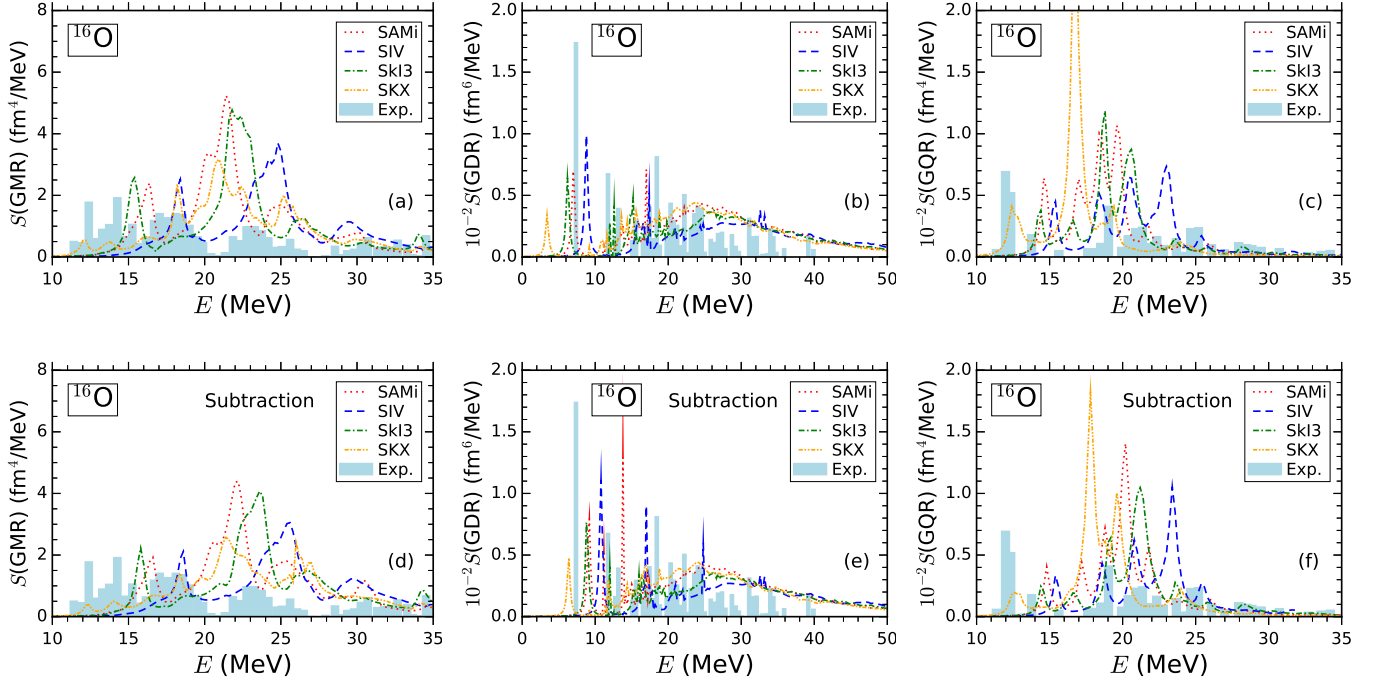 S(GMR) (fm⁴/MeV)
8
6
4
2
0
¹⁶O
SAMi
SIV
SkI3
SKX
Exp.
(a)
10 15 20 25 30 35
E (MeV)
10⁻² S(GDR) (fm⁶/MeV)
2.0
1.5
1.0
0.5
0.0
¹⁶O
SAMi
SIV
SkI3
SKX
Exp.
(b)
0 10 20 30 40 50
E (MeV)
10⁻² S(GQR) (fm⁴/MeV)
2.0
1.5
1.0
0.5
0.0
¹⁶O
SAMi
SIV
SkI3
SKX
Exp.
(c)
10 15 20 25 30 35
E (MeV)
S(GMR) (fm⁴/MeV)
8
6
4
2
0
¹⁶O
Subtraction
SAMi
SIV
SkI3
SKX
Exp.
(d)
10 15 20 25 30 35
E (MeV)
10⁻² S(GDR) (fm⁶/MeV)
2.0
1.5
1.0
0.5
0.0
¹⁶O
Subtraction
SAMi
SIV
SkI3
SKX
Exp.
(e)
0 10 20 30 40 50
E (MeV)
10⁻² S(GQR) (fm⁴/MeV)
2.0
1.5
1.0
0.5
0.0
¹⁶O
Subtraction
SAMi
SIV
SkI3
SKX
Exp.
(f)
10 15 20 25 30 35
E (MeV)